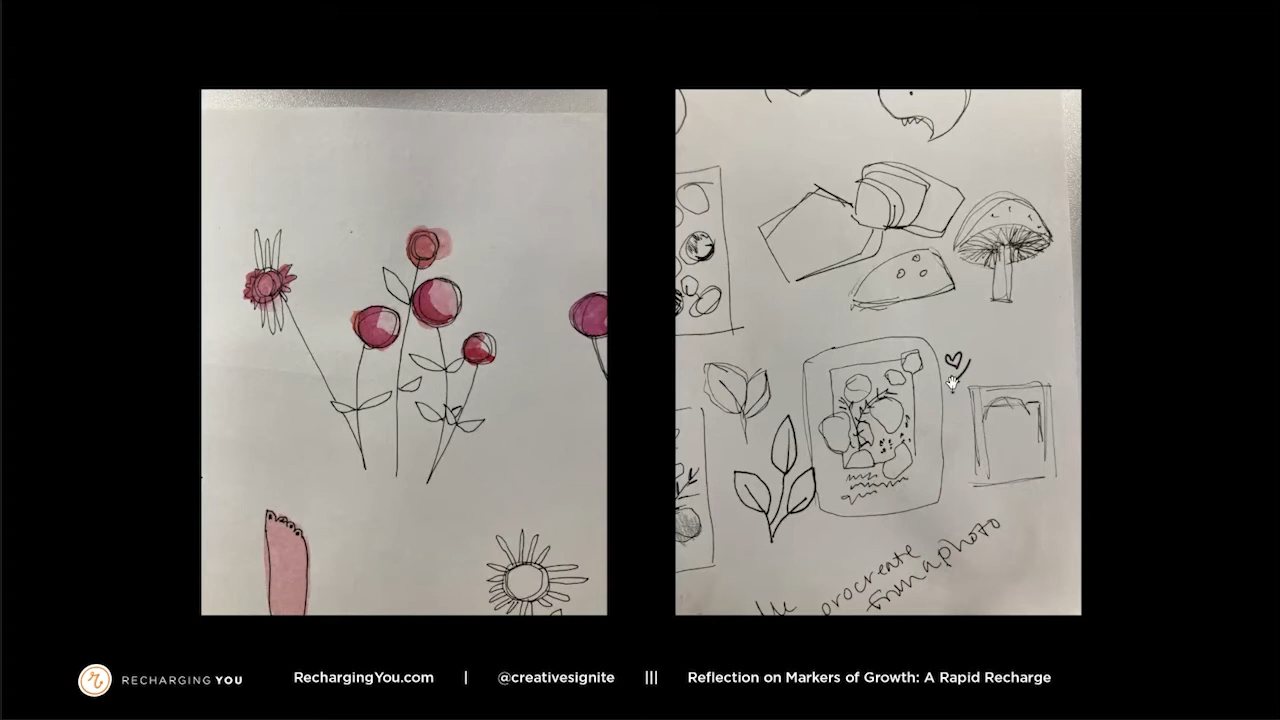 procreate
from a photo
RECHARGING YOU
RechargingYou.com | @creativesignite ||| Reflection on Markers of Growth: A Rapid Recharge